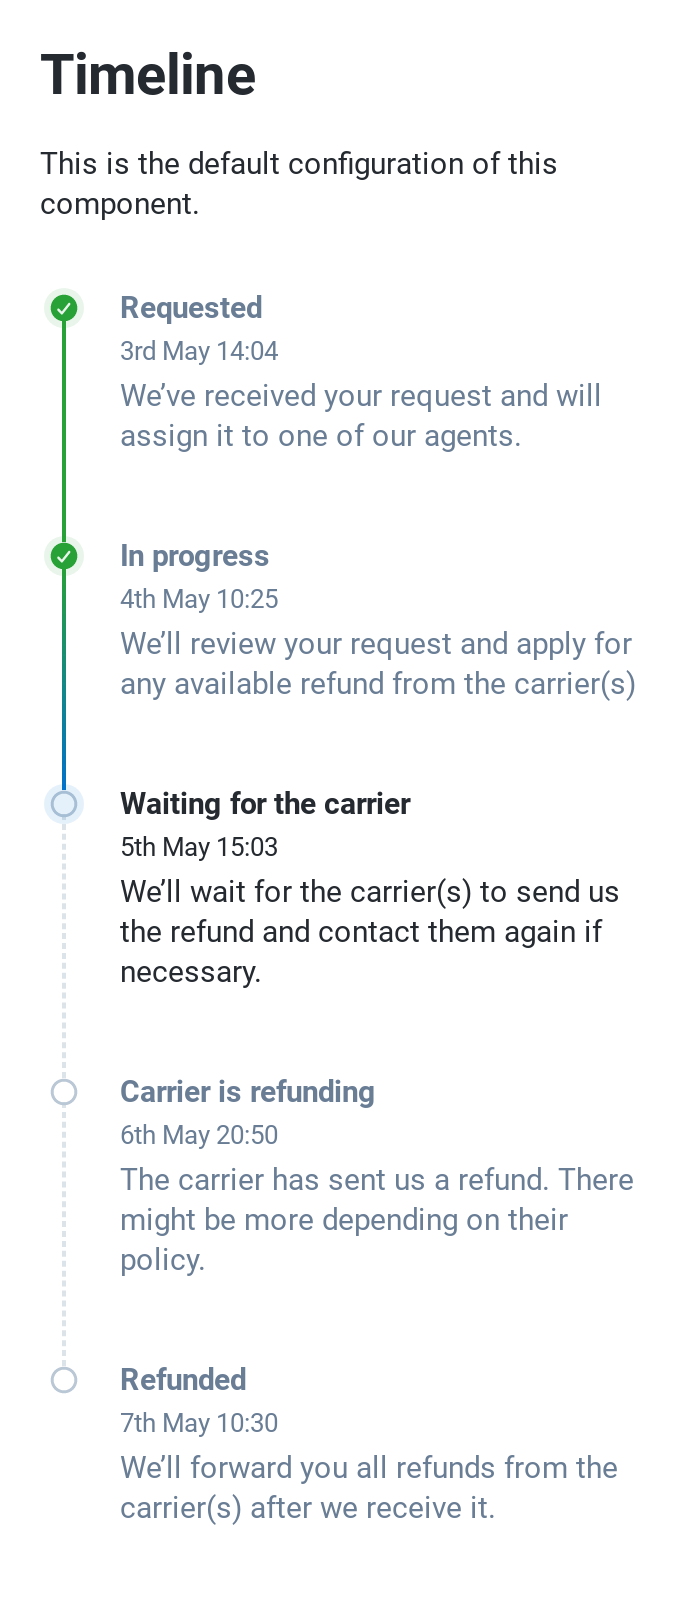 Timeline
This is the default configuration of this
component.
Requested
3rd May 14:04
We’ve received your request and will
assign it to one of our agents.
In progress
4th May 10:25
We’ll review your request and apply for
any available refund from the carrier(s)
Waiting for the carrier
5th May 15:03
We’ll wait for the carrier(s) to send us
the refund and contact them again if
necessary.
Carrier is refunding
6th May 20:50
The carrier has sent us a refund. There
might be more depending on their
policy.
Refunded
7th May 10:30
We’ll forward you all refunds from the
carrier(s) after we receive it.